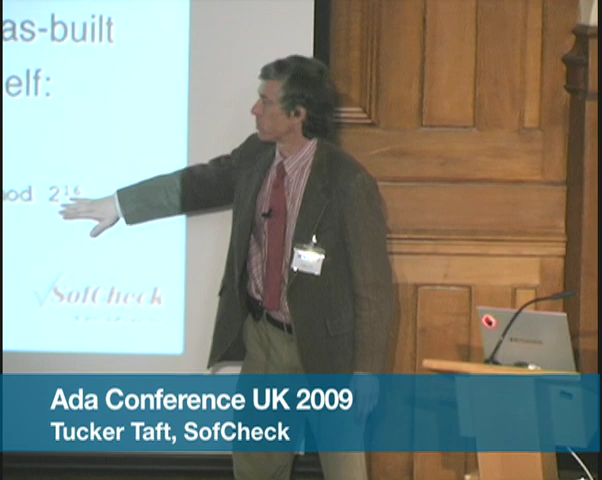 as-built
elf:
od 2¹⁶
SofCheck
Ada Conference UK 2009
Tucker Taft, SofCheck